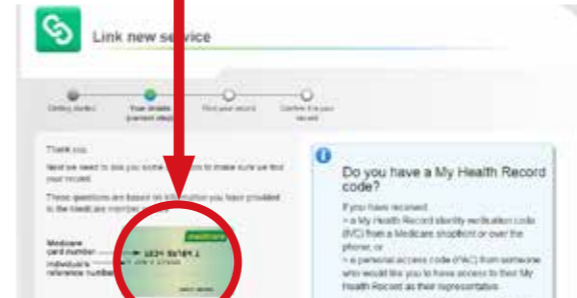 Link new service
Getting started
Your details
(current step)
Find your record
Confirm it is your
record
Thank you.
Next we need to ask you some to make sure we find
your record.
These questions are based on information you have provided
to the Medicare
Medicare
card number
Individual's
reference number
medicare
Do you have a My Health Record
code?
If you have received:
- a My Health Record identity verification code
(IVC) from a Medicare shopfront or over the
phone; or
- a personal access code (PAC) from someone
who would like you to have access to their My
Health Record as their representative.